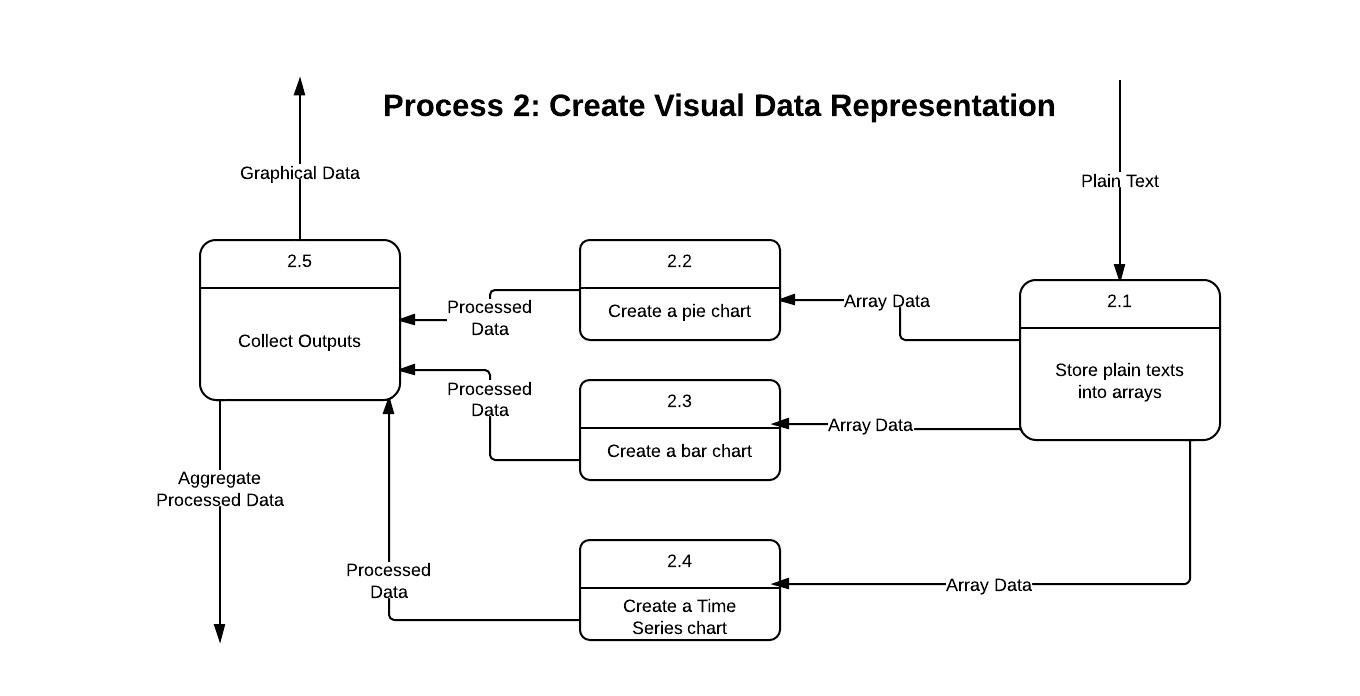 Process 2: Create Visual Data Representation
Graphical Data
Plain Text
2.5
Collect Outputs
Processed
Data
2.2
Create a pie chart
Array Data
2.1
Store plain texts
into arrays
Processed
Data
2.3
Create a bar chart
Array Data
Aggregate
Processed Data
Processed
Data
2.4
Create a Time
Series chart
Array Data